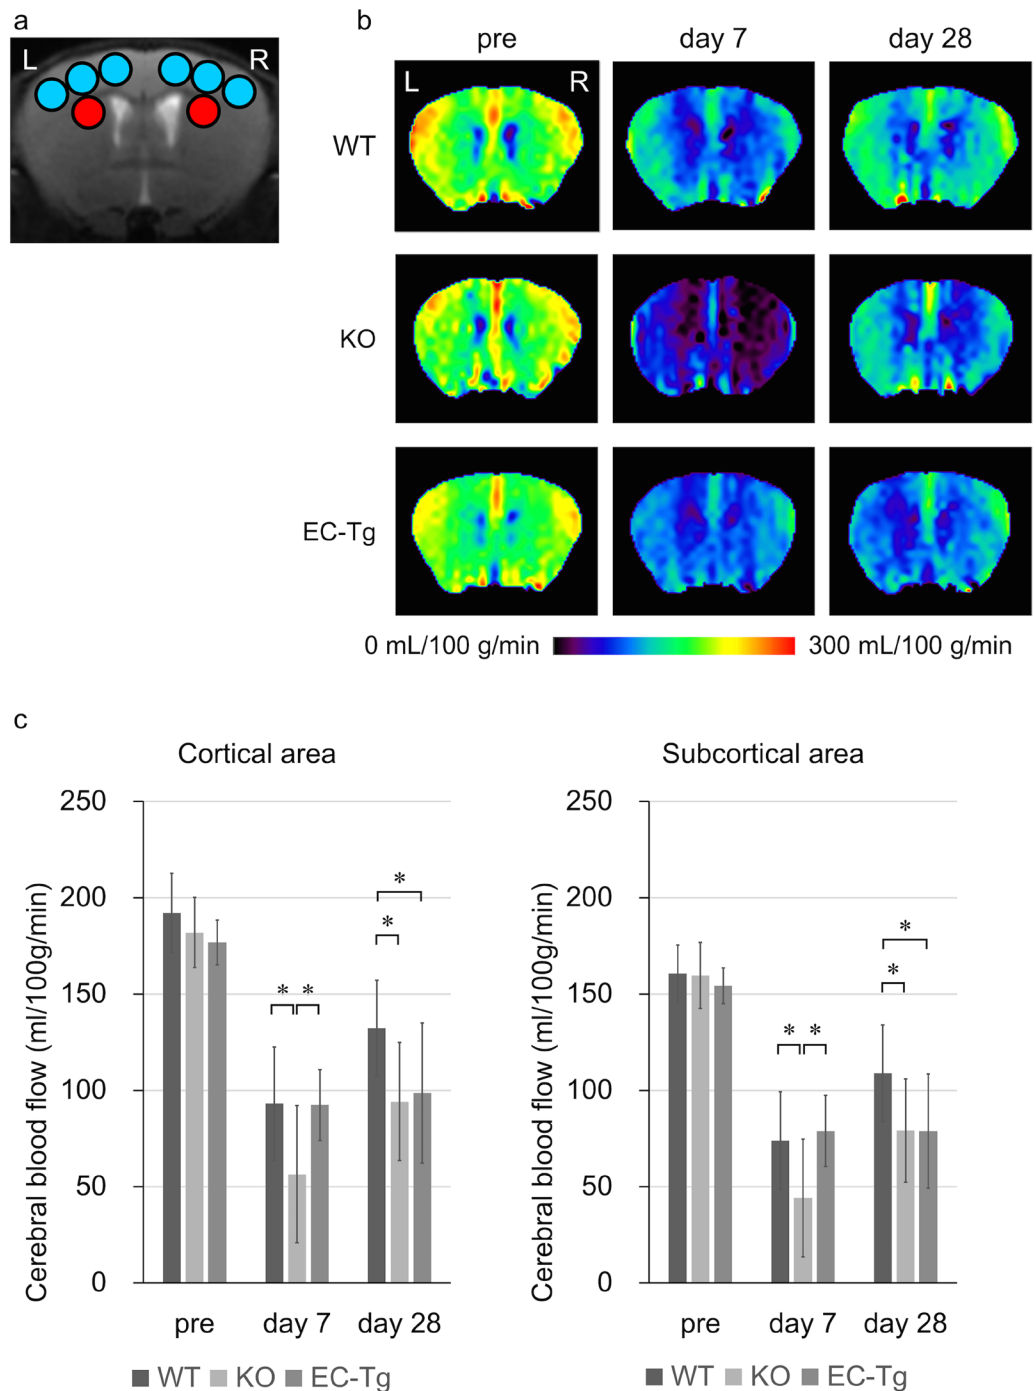 a
L R
b
pre day 7 day 28
L R
WT
KO
EC-Tg
0 mL/100 g/min 300 mL/100 g/min
c
Cortical area
Cerebral blood flow (ml/100g/min)
250
200
150
100
50
0
* * * *
pre day 7 day 28
WT KO EC-Tg
Subcortical area
Cerebral blood flow (ml/100g/min)
250
200
150
100
50
0
* * * *
pre day 7 day 28
WT KO EC-Tg